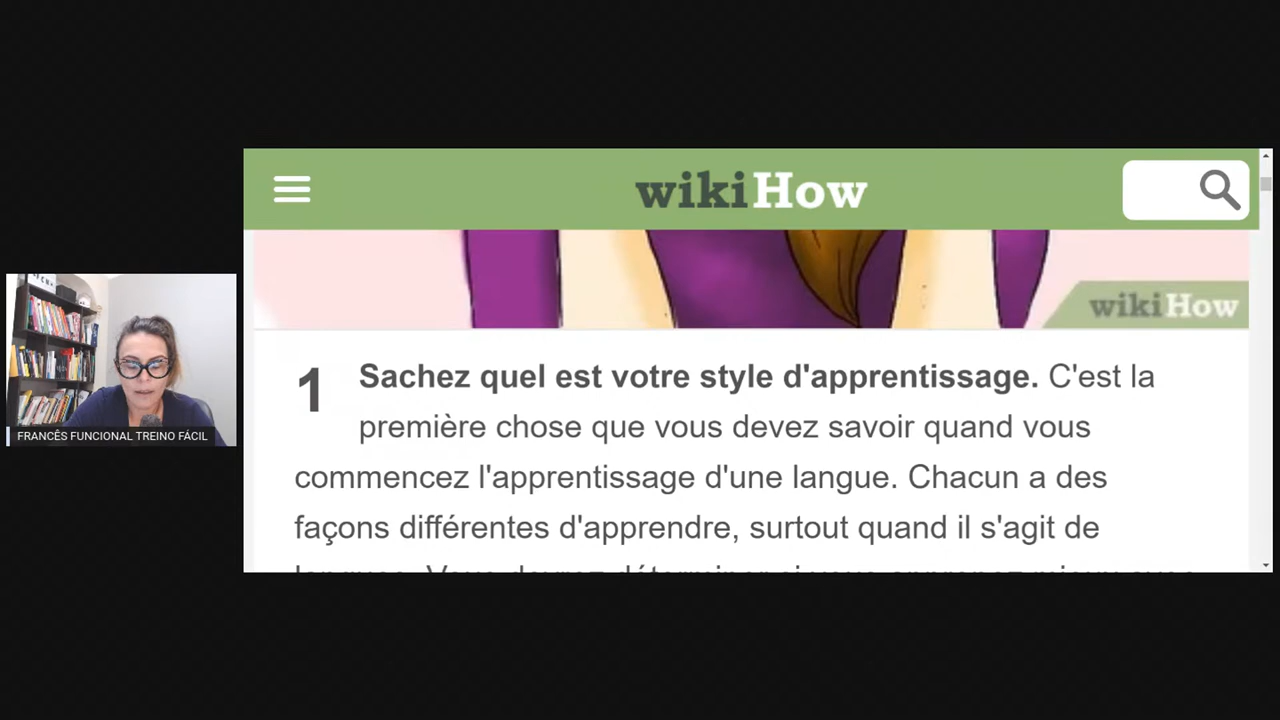 wikiHow
wikiHow
1 Sachez quel est votre style d'apprentissage. C'est la
première chose que vous devez savoir quand vous
commencez l'apprentissage d'une langue. Chacun a des
façons différentes d'apprendre, surtout quand il s'agit de
FRANCÊS FUNCIONAL TREINO FÁCIL